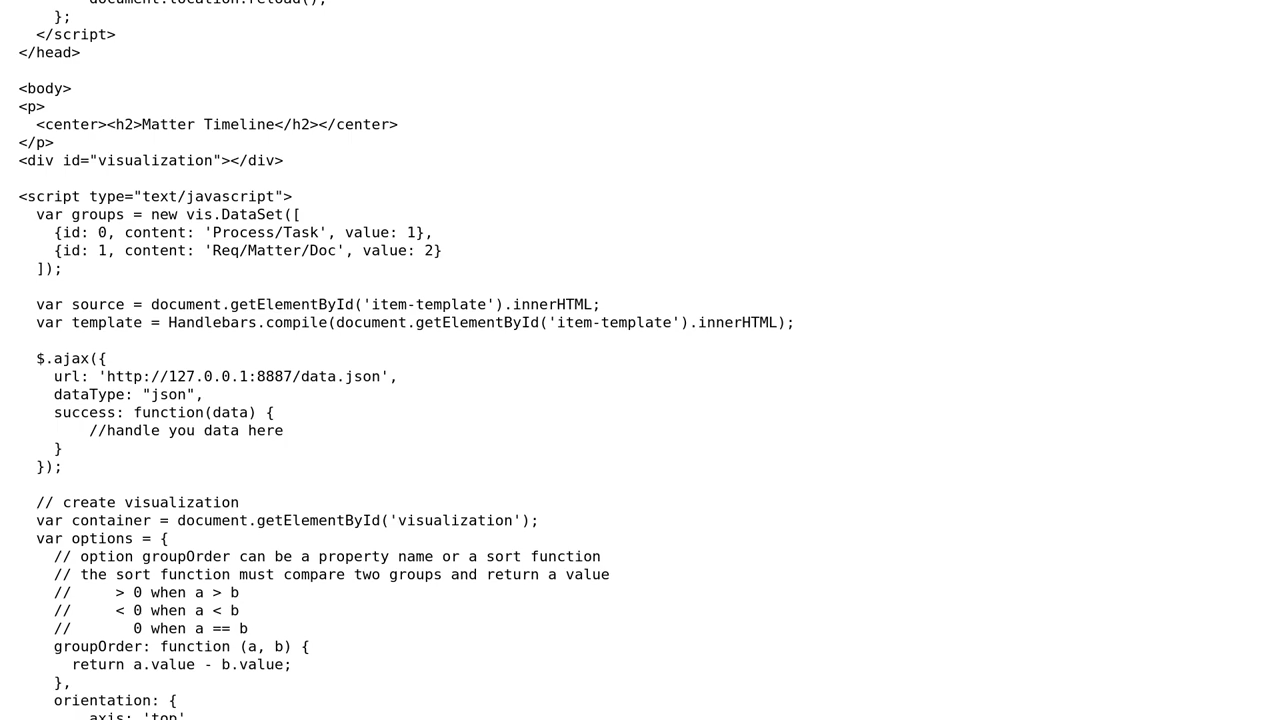 document.location.reload();
    };
  </script>
</head>

<body>
<p>
  <center><h2>Matter Timeline</h2></center>
</p>
<div id="visualization"></div>

<script type="text/javascript">
  var groups = new vis.DataSet([
    {id: 0, content: 'Process/Task', value: 1},
    {id: 1, content: 'Req/Matter/Doc', value: 2}
  ]);

  var source = document.getElementById('item-template').innerHTML;
  var template = Handlebars.compile(document.getElementById('item-template').innerHTML);

  $.ajax({
    url: 'http://127.0.0.1:8887/data.json',
    dataType: "json",
    success: function(data) {
        //handle you data here
    }
  });

  // create visualization
  var container = document.getElementById('visualization');
  var options = {
    // option groupOrder can be a property name or a sort function
    // the sort function must compare two groups and return a value
    //     > 0 when a > b
    //     < 0 when a < b
    //       0 when a == b
    groupOrder: function (a, b) {
      return a.value - b.value;
    },
    orientation: {
        axis: 'top'